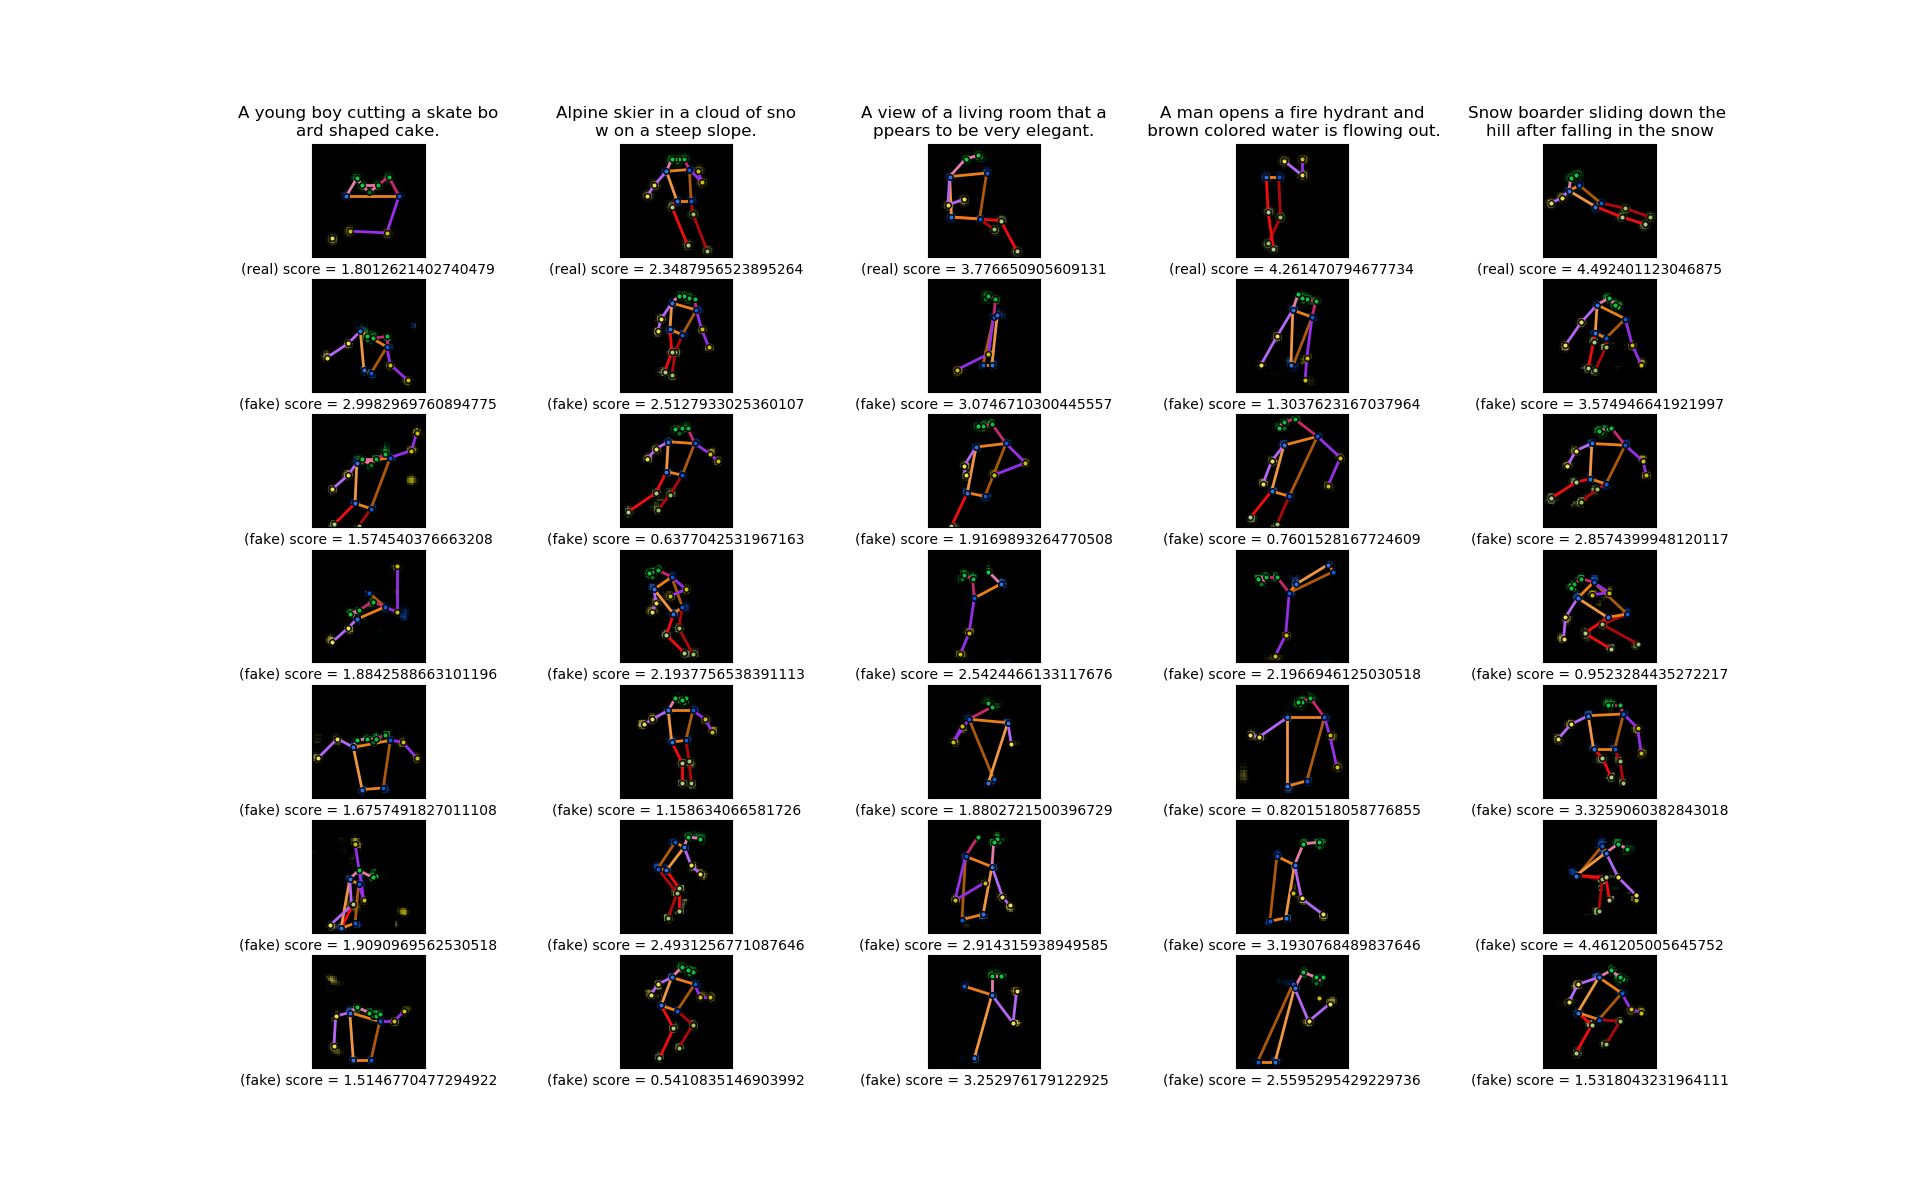 A young boy cutting a skate bo
ard shaped cake.
Alpine skier in a cloud of sno
w on a steep slope.
A view of a living room that a
ppears to be very elegant.
A man opens a fire hydrant and
brown colored water is flowing out.
Snow boarder sliding down the
hill after falling in the snow
(real) score = 1.8012621402740479
(real) score = 2.3487956523895264
(real) score = 3.776650905609131
(real) score = 4.261470794677734
(real) score = 4.492401123046875
(fake) score = 2.9982969760894775
(fake) score = 2.5127933025360107
(fake) score = 3.0746710300445557
(fake) score = 1.3037623167037964
(fake) score = 3.574946641921997
(fake) score = 1.574540376663208
(fake) score = 0.6377042531967163
(fake) score = 1.9169893264770508
(fake) score = 0.7601528167724609
(fake) score = 2.8574399948120117
(fake) score = 1.8842588663101196
(fake) score = 2.1937756538391113
(fake) score = 2.5424466133117676
(fake) score = 2.1966946125030518
(fake) score = 0.9523284435272217
(fake) score = 1.6757491827011108
(fake) score = 1.158634066581726
(fake) score = 1.8802721500396729
(fake) score = 0.8201518058776855
(fake) score = 3.3259060382843018
(fake) score = 1.9090969562530518
(fake) score = 2.4931256771087646
(fake) score = 2.914315938949585
(fake) score = 3.1930768489837646
(fake) score = 4.461205005645752
(fake) score = 1.5146770477294922
(fake) score = 0.5410835146903992
(fake) score = 3.252976179122925
(fake) score = 2.5595295429229736
(fake) score = 1.5318043231964111